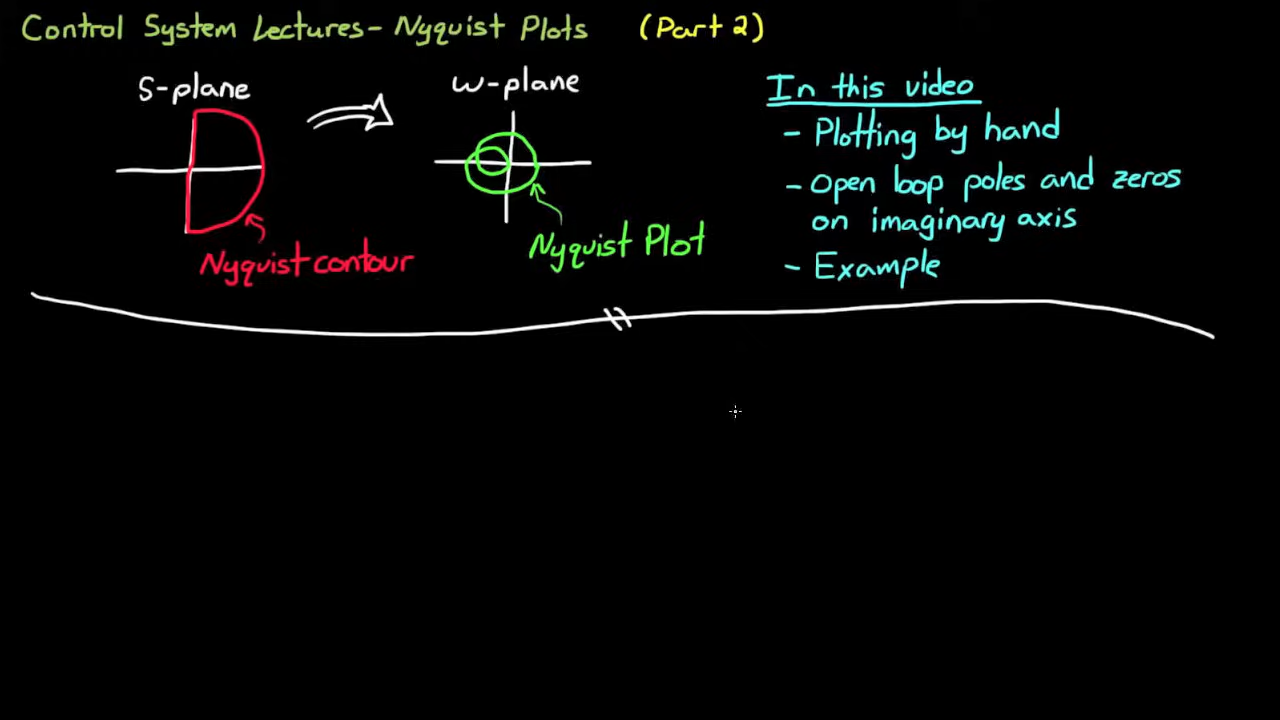 Control System Lectures - Nyquist Plots (Part 2)
S-plane
w-plane
Nyquist contour
Nyquist Plot
In this video
- Plotting by hand
- Open loop poles and zeros
on imaginary axis
- Example